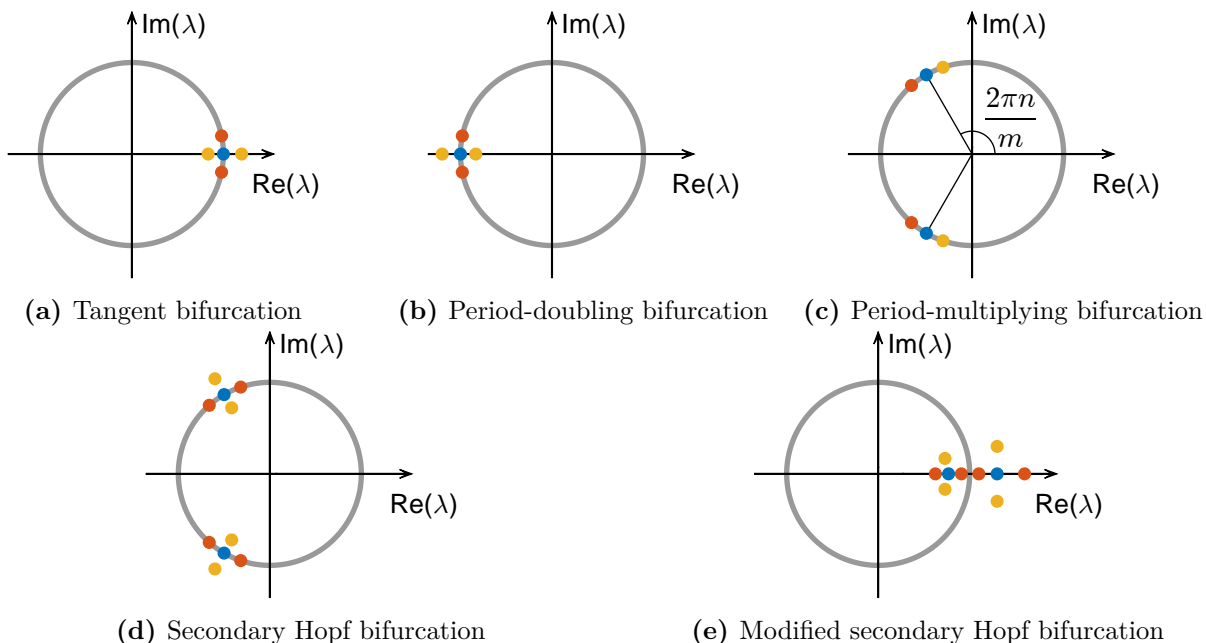 Im(λ)
Re(λ)
(a) Tangent bifurcation
Im(λ)
Re(λ)
(b) Period-doubling bifurcation
Im(λ)
2πn
m
Re(λ)
(c) Period-multiplying bifurcation
Im(λ)
Re(λ)
(d) Secondary Hopf bifurcation
Im(λ)
Re(λ)
(e) Modified secondary Hopf bifurcation